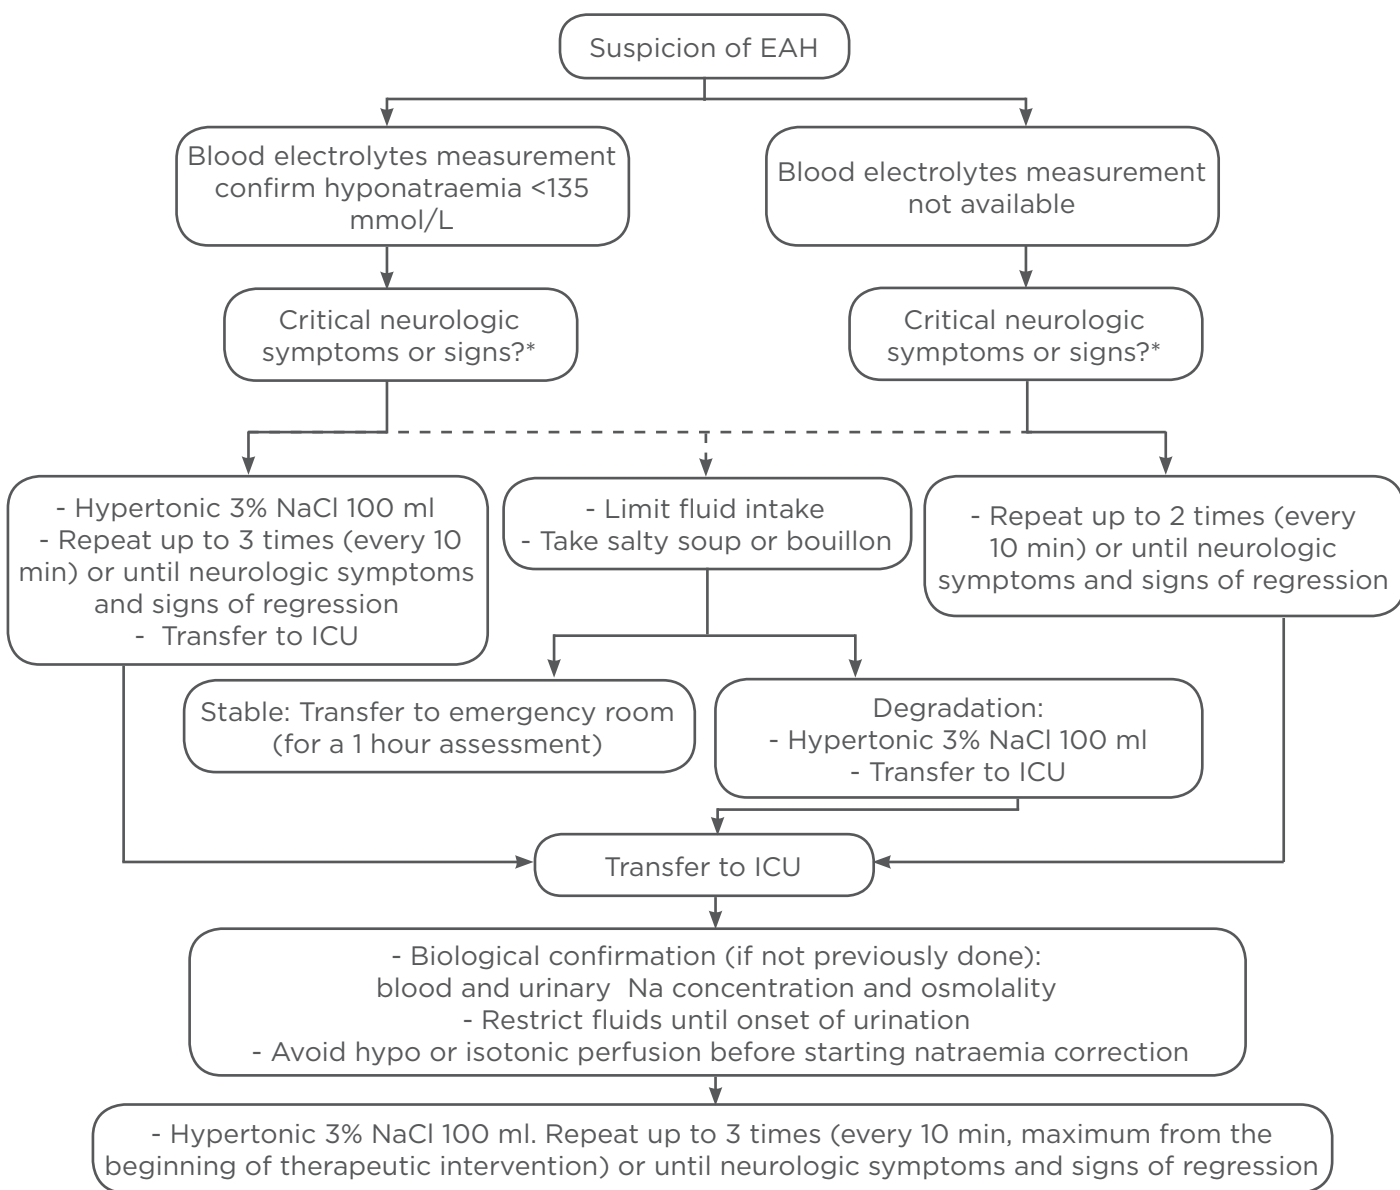 Suspicion of EAH
Blood electrolytes measurement
confirm hyponatraemia <135
mmol/L
Blood electrolytes measurement
not available
Critical neurologic
symptoms or signs?*
Critical neurologic
symptoms or signs?*
- Hypertonic 3% NaCl 100 ml
- Repeat up to 3 times (every 10
min) or until neurologic symptoms
and signs of regression
- Transfer to ICU
- Limit fluid intake
- Take salty soup or bouillon
- Repeat up to 2 times (every
10 min) or until neurologic
symptoms and signs of regression
Stable: Transfer to emergency room
(for a 1 hour assessment)
Degradation:
- Hypertonic 3% NaCl 100 ml
- Transfer to ICU
Transfer to ICU
- Biological confirmation (if not previously done):
blood and urinary Na concentration and osmolality
- Restrict fluids until onset of urination
- Avoid hypo or isotonic perfusion before starting natraemia correction
- Hypertonic 3% NaCl 100 ml. Repeat up to 3 times (every 10 min, maximum from the
beginning of therapeutic intervention) or until neurologic symptoms and signs of regression